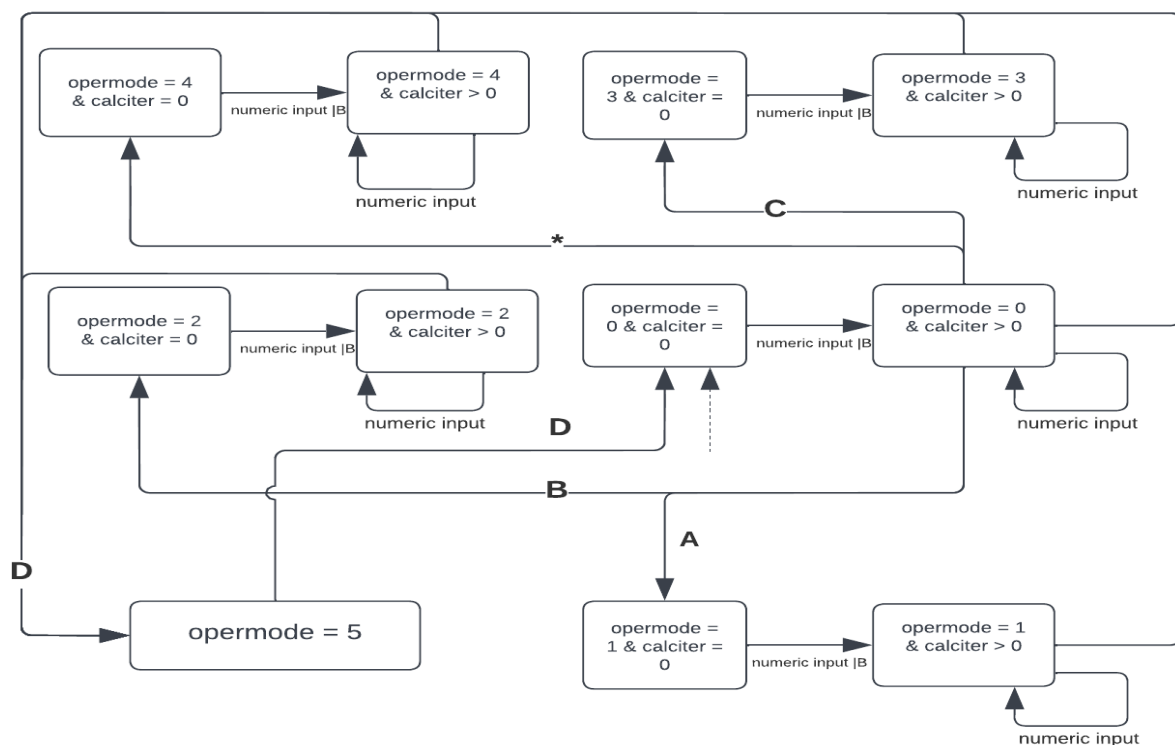 opermode = 4
& calciter = 0
numeric input |B
opermode = 4
& calciter > 0
numeric input
opermode =
3 & calciter =
0
numeric input |B
opermode = 3
& calciter > 0
numeric input
C
*
opermode = 2
& calciter = 0
numeric input |B
opermode = 2
& calciter > 0
numeric input
opermode =
0 & calciter =
0
numeric input |B
opermode = 0
& calciter > 0
numeric input
D
B
A
D
opermode = 5
opermode =
1 & calciter =
0
numeric input |B
opermode = 1
& calciter > 0
numeric input